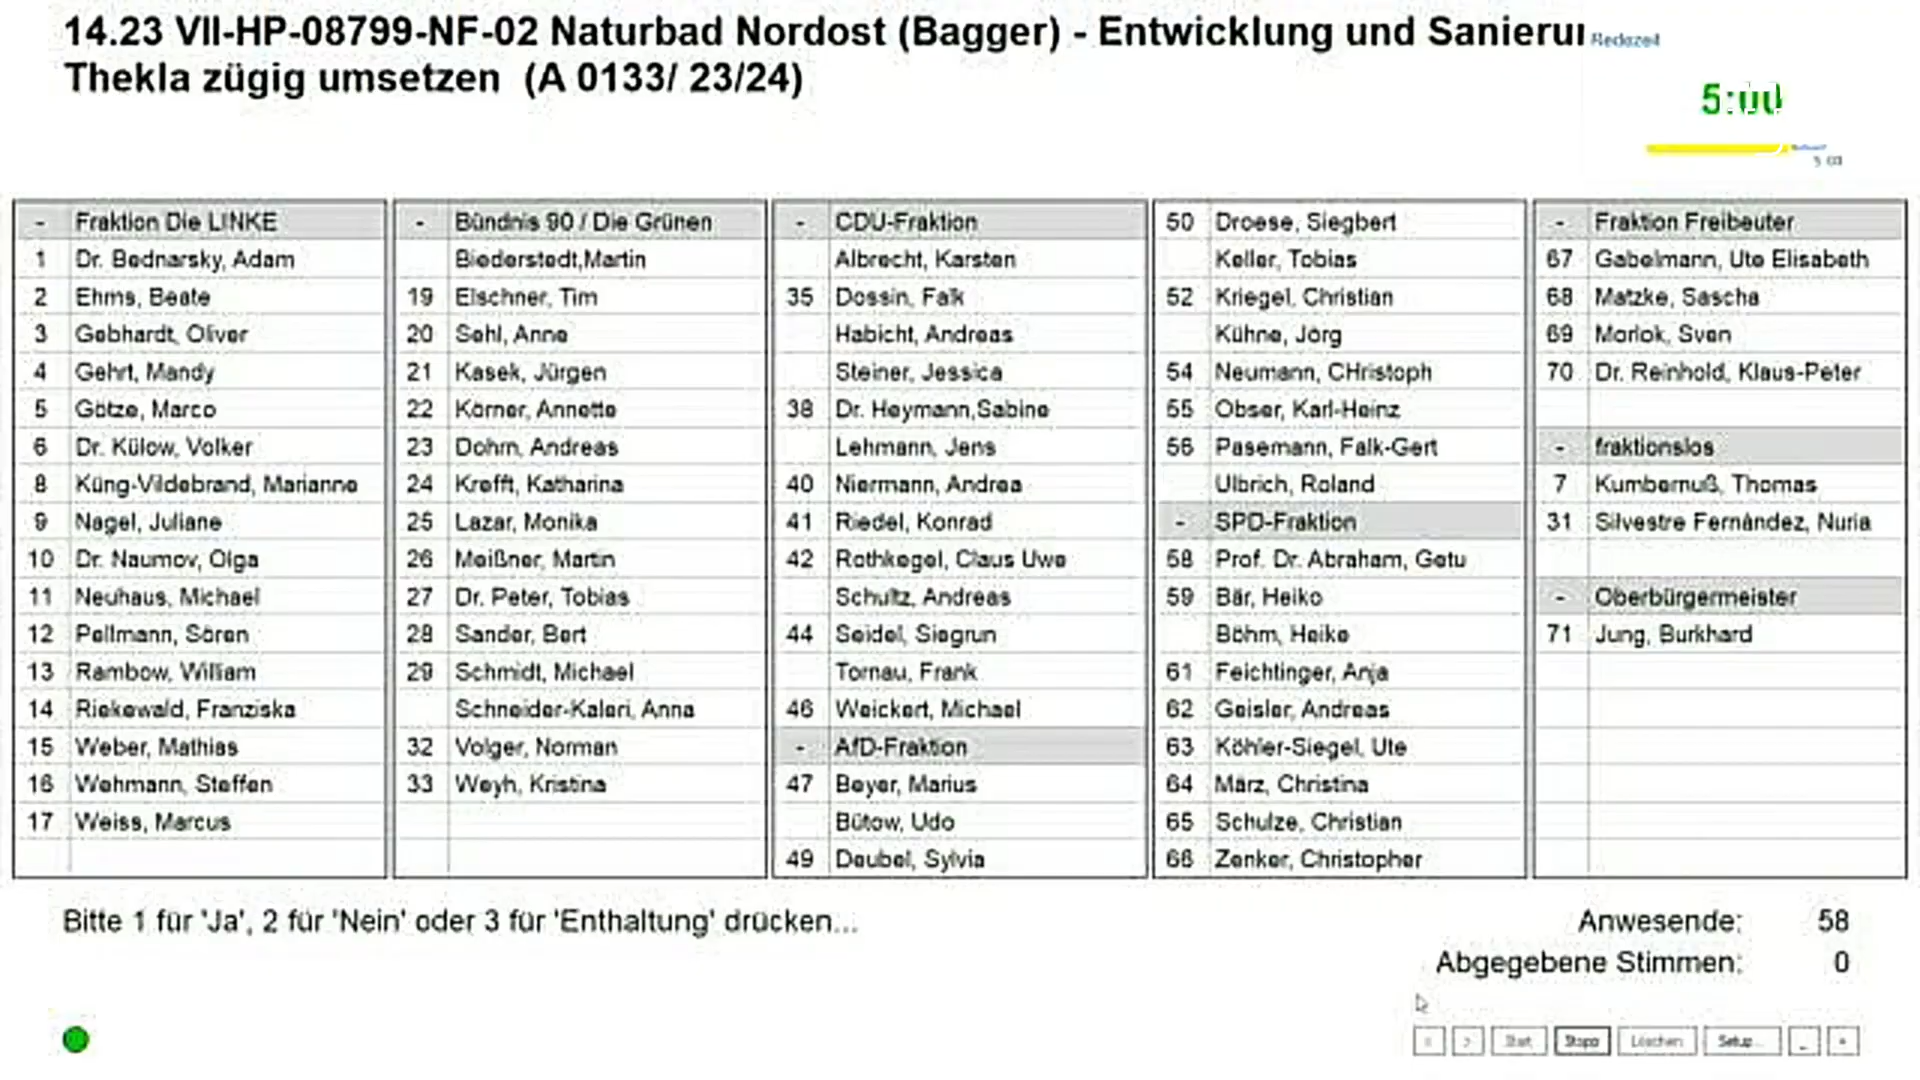 14.23 VII-HP-08799-NF-02 Naturbad Nordost (Bagger) - Entwicklung und Sanierun
Thekla zügig umsetzen (A 0133/ 23/24)
Redezeit
5:00
5:00
- Fraktion Die LINKE
1 Dr. Bednarsky, Adam
2 Ehms, Beate
3 Gebhardt, Oliver
4 Gehrt, Mandy
5 Götze, Marco
6 Dr. Külow, Volker
8 Küng-Vildebrand, Marianne
9 Nagel, Juliane
10 Dr. Naumov, Olga
11 Neuhaus, Michael
12 Pellmann, Sören
13 Rambow, William
14 Riekewald, Franziska
15 Weber, Mathias
16 Wehmann, Steffen
17 Weiss, Marcus
- Bündnis 90 / Die Grünen
Biederstedt,Martin
19 Elschner, Tim
20 Sehl, Anne
21 Kasek, Jürgen
22 Körner, Annette
23 Dohrn, Andreas
24 Krefft, Katharina
25 Lazar, Monika
26 Meißner, Martin
27 Dr. Peter, Tobias
28 Sander, Bert
29 Schmidt, Michael
Schneider-Kaleri, Anna
32 Volger, Norman
33 Weyh, Kristina
- CDU-Fraktion
Albrecht, Karsten
35 Dossin, Falk
Habicht, Andreas
Steiner, Jessica
38 Dr. Heymann,Sabine
Lehmann, Jens
40 Niermann, Andrea
41 Riedel, Konrad
42 Rothkegel, Claus Uwe
Schultz, Andreas
44 Seidel, Siegrun
Tornau, Frank
46 Weickert, Michael
- AfD-Fraktion
47 Beyer, Marius
Bütow, Udo
49 Deubel, Sylvia
50 Droese, Siegbert
Keller, Tobias
52 Kriegel, Christian
Kühne, Jörg
54 Neumann, CHristoph
55 Obser, Karl-Heinz
56 Pasemann, Falk-Gert
Ulbrich, Roland
- SPD-Fraktion
58 Prof. Dr. Abraham, Getu
59 Bär, Heiko
Böhm, Heike
61 Feichtinger, Anja
62 Geisler, Andreas
63 Köhler-Siegel, Ute
64 März, Christina
65 Schulze, Christian
66 Zenker, Christopher
- Fraktion Freibeuter
67 Gabelmann, Ute Elisabeth
68 Matzke, Sascha
69 Morlok, Sven
70 Dr. Reinhold, Klaus-Peter
- fraktionslos
7 Kumbernuß, Thomas
31 Silvestre Fernández, Nuria
- Oberbürgermeister
71 Jung, Burkhard
Bitte 1 für 'Ja', 2 für 'Nein' oder 3 für 'Enthaltung' drücken...
Anwesende: 58
Abgegebene Stimmen: 0
< > Start Stopp Löschen Setup... _ +